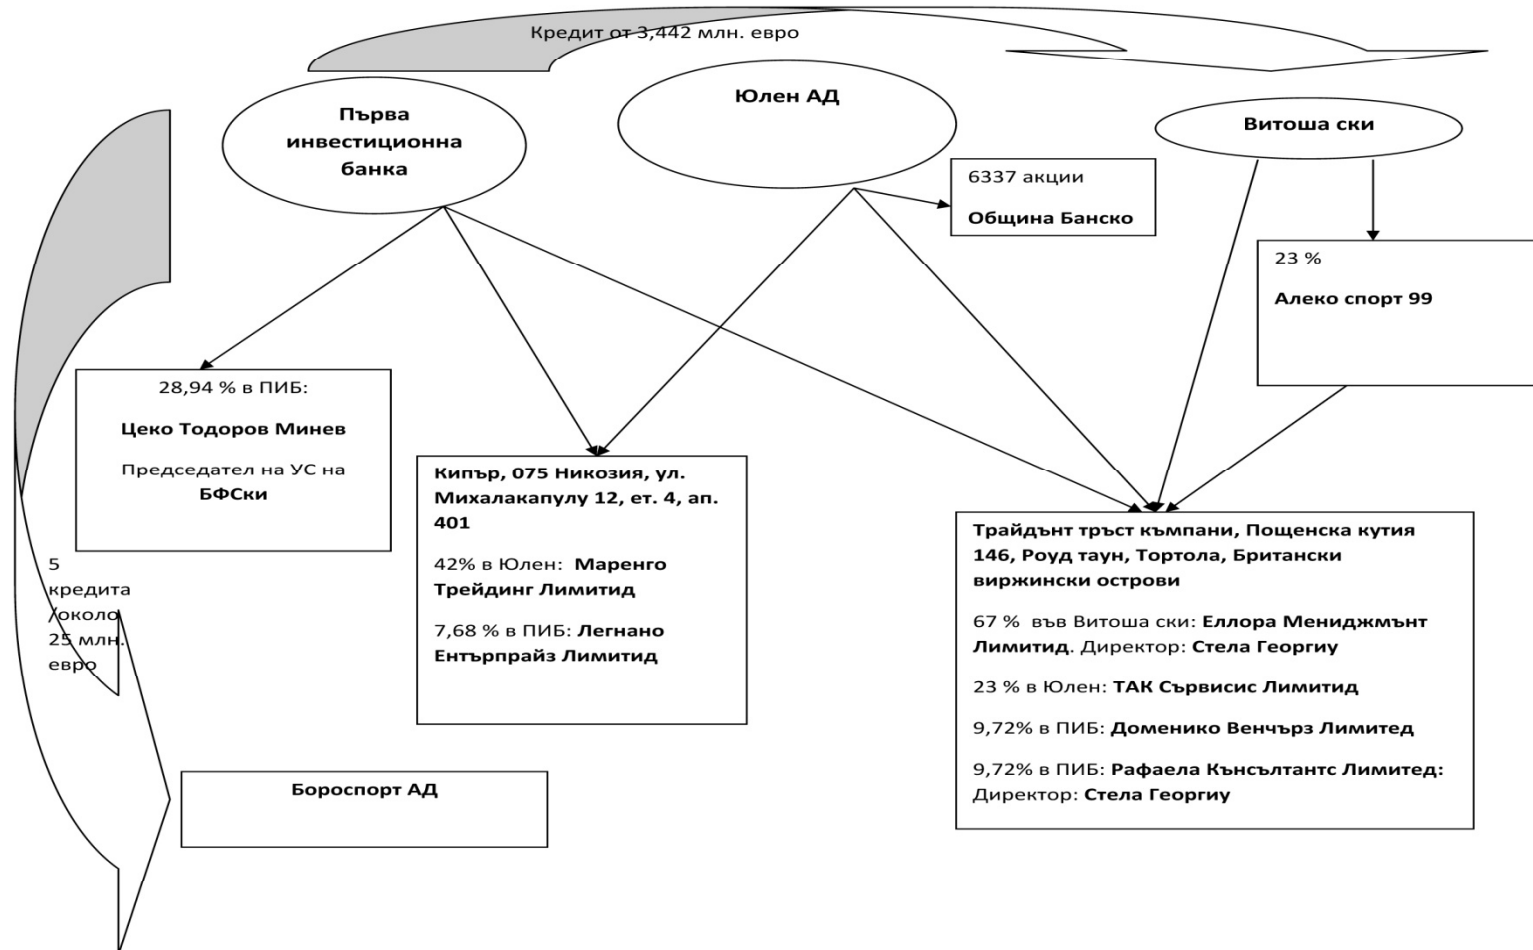 Кредит от 3,442 млн. евро
Първа
инвестиционна
банка
Юлен АД
Витоша ски
6337 акции
Община Банско
23 %
Алеко спорт 99
28,94 % в ПИБ:
Цеко Тодоров Минев
Председател на УС на
БФСки
Кипър, 075 Никозия, ул.
Михалакапулу 12, ет. 4, ап.
401
42% в Юлен: Маренго
Трейдинг Лимитид
7,68 % в ПИБ: Легнано
Ентърпрайз Лимитид
Трайдънт тръст къмпани, Пощенска кутия
146, Роуд таун, Тортола, Британски
виржински острови
67 % във Витоша ски: Еллора Мениджмънт
Лимитид. Директор: Стела Георгиу
23 % в Юлен: ТАК Сървисис Лимитид
9,72% в ПИБ: Доменико Венчърз Лимитед
9,72% в ПИБ: Рафаела Кънсълтантс Лимитед:
Директор: Стела Георгиу
5
кредита
/около
25 млн.
евро
Бороспорт АД